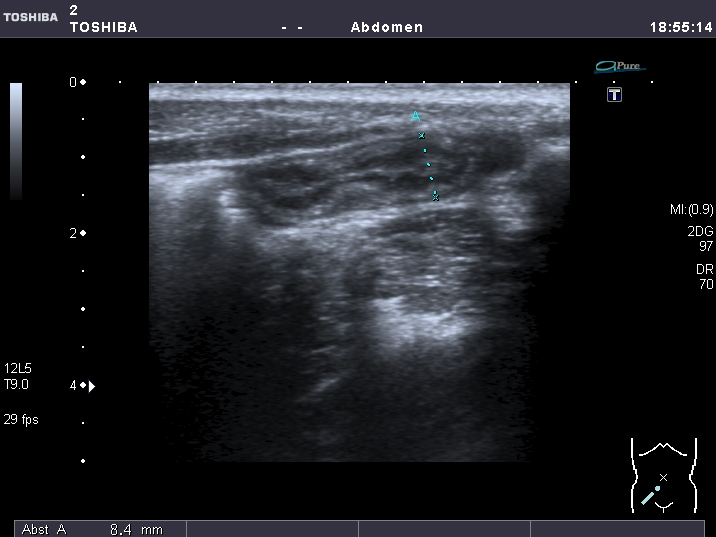 TOSHIBA
2
TOSHIBA - - Abdomen 18:55:14
aPure
T
0
A
MI:(0.9)
2DG
97
DR
70
2
12L5
T9.0
4
29 fps
Abst A 8.4 mm